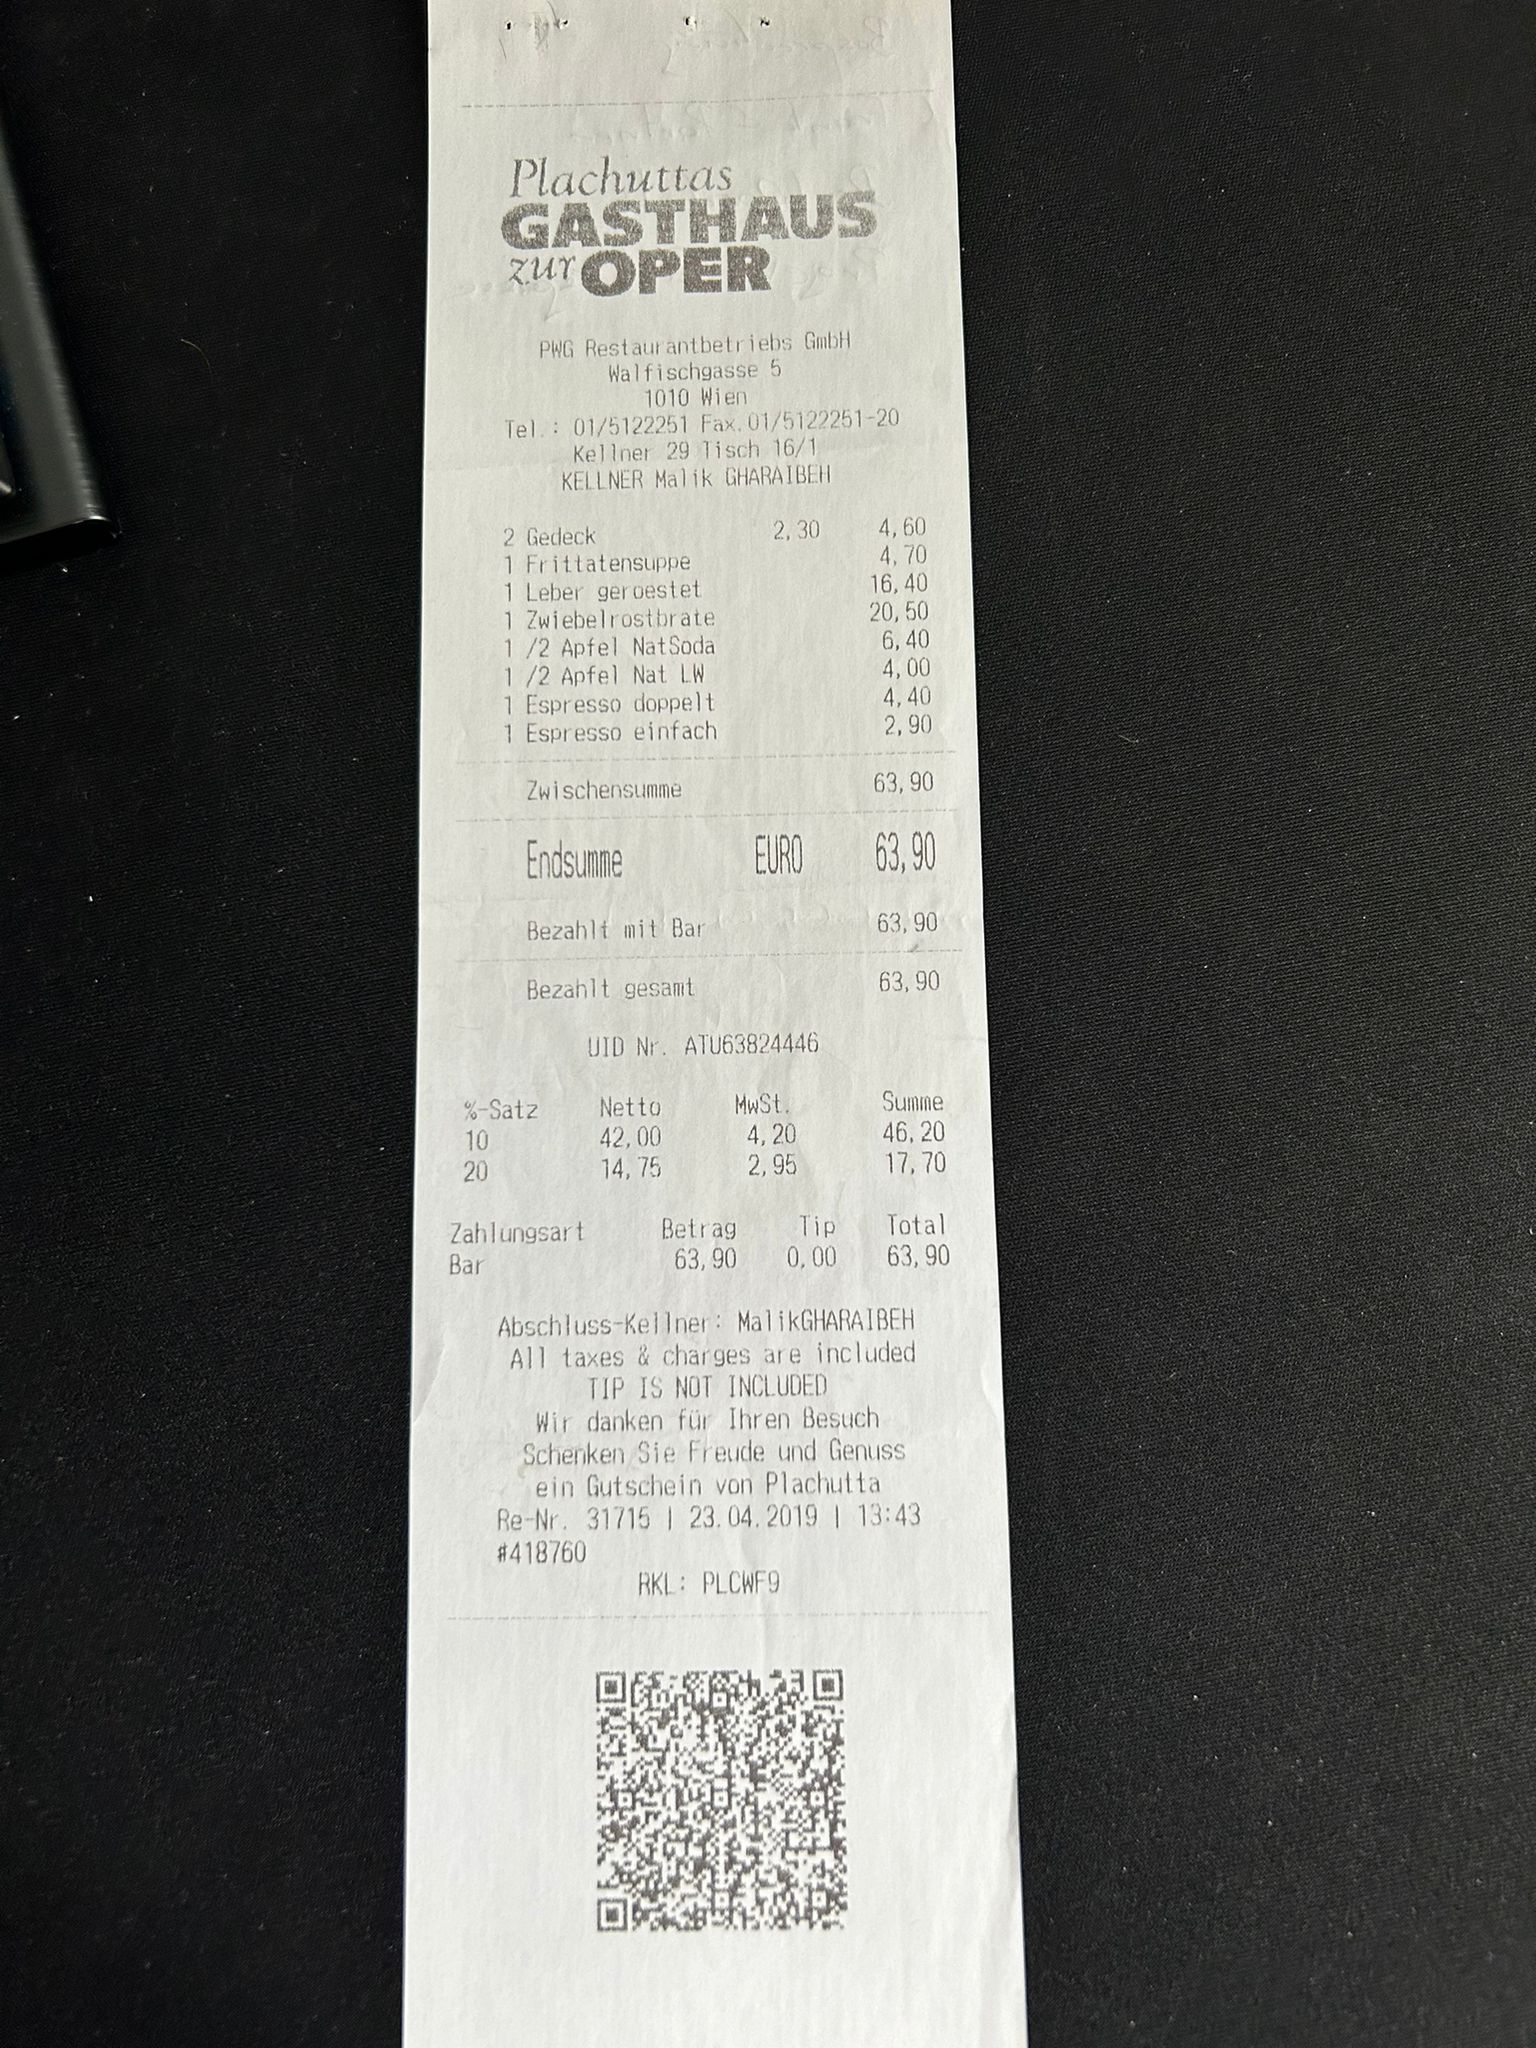 Plachuttas
GASTHAUS
zur OPER
PWG Restaurantbetriebs GmbH
Walfischgasse 5
1010 Wien
Tel.: 01/5122251 Fax.01/5122251-20
Kellner 29 Tisch 16/1
KELLNER Malik GHARAIBEH
2 Gedeck 2,30 4,60
1 Frittatensuppe 4,70
1 Leber geroestet 16,40
1 Zwiebelrostbrate 20,50
1 /2 Apfel NatSoda 6,40
1 /2 Apfel Nat LW 4,00
1 Espresso doppelt 4,40
1 Espresso einfach 2,90
Zwischensumme 63,90
Endsumme EURO 63,90
Bezahlt mit Bar 63,90
Bezahlt gesamt 63,90
UID Nr. ATU63824446
%-Satz Netto MwSt. Summe
10 42,00 4,20 46,20
20 14,75 2,95 17,70
Zahlungsart Betrag Tip Total
Bar 63,90 0,00 63,90
Abschluss-Kellner: MalikGHARAIBEH
All taxes & charges are included
TIP IS NOT INCLUDED
Wir danken für Ihren Besuch
Schenken Sie Freude und Genuss
ein Gutschein von Plachutta
Re-Nr. 31715 | 23.04.2019 | 13:43
#418760
RKL: PLCWF9